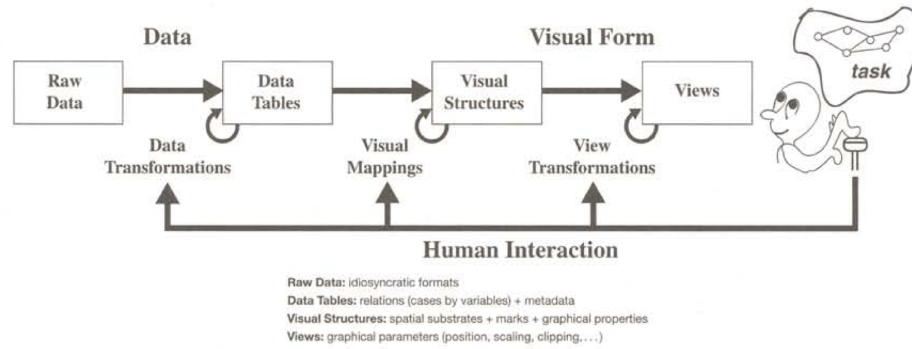 Data
Visual Form
task
Raw
Data
Data
Tables
Visual
Structures
Views
Data
Transformations
Visual
Mappings
View
Transformations
Human Interaction
Raw Data: idiosyncratic formats
Data Tables: relations (cases by variables) + metadata
Visual Structures: spatial substrates + marks + graphical properties
Views: graphical parameters (position, scaling, clipping,...)